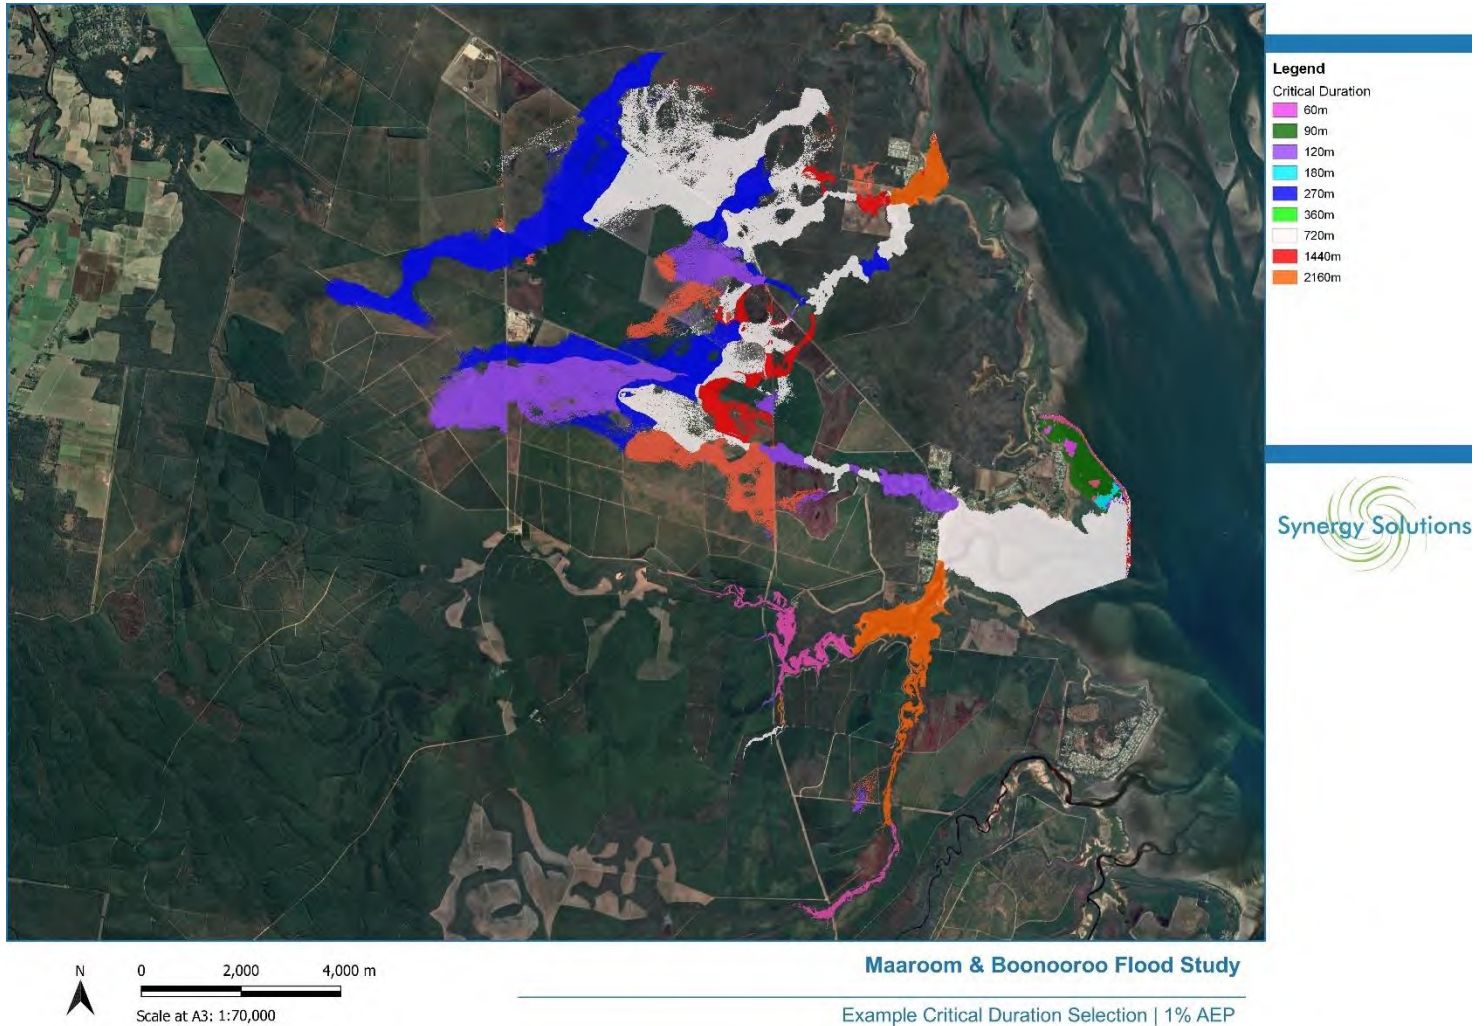 Legend
Critical Duration
60m
90m
120m
180m
270m
360m
720m
1440m
2160m
Synergy Solutions
N
0 2,000 4,000 m
Scale at A3: 1:70,000
Maaroom & Boonooroo Flood Study
Example Critical Duration Selection | 1% AEP